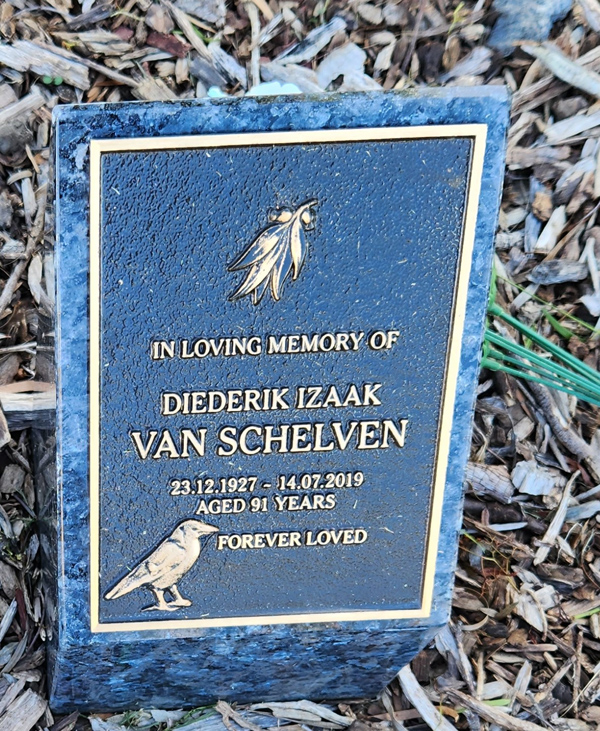 IN LOVING MEMORY OF
DIEDERIK IZAAK
VAN SCHELVEN
23.12.1927 - 14.07.2019
AGED 91 YEARS
FOREVER LOVED